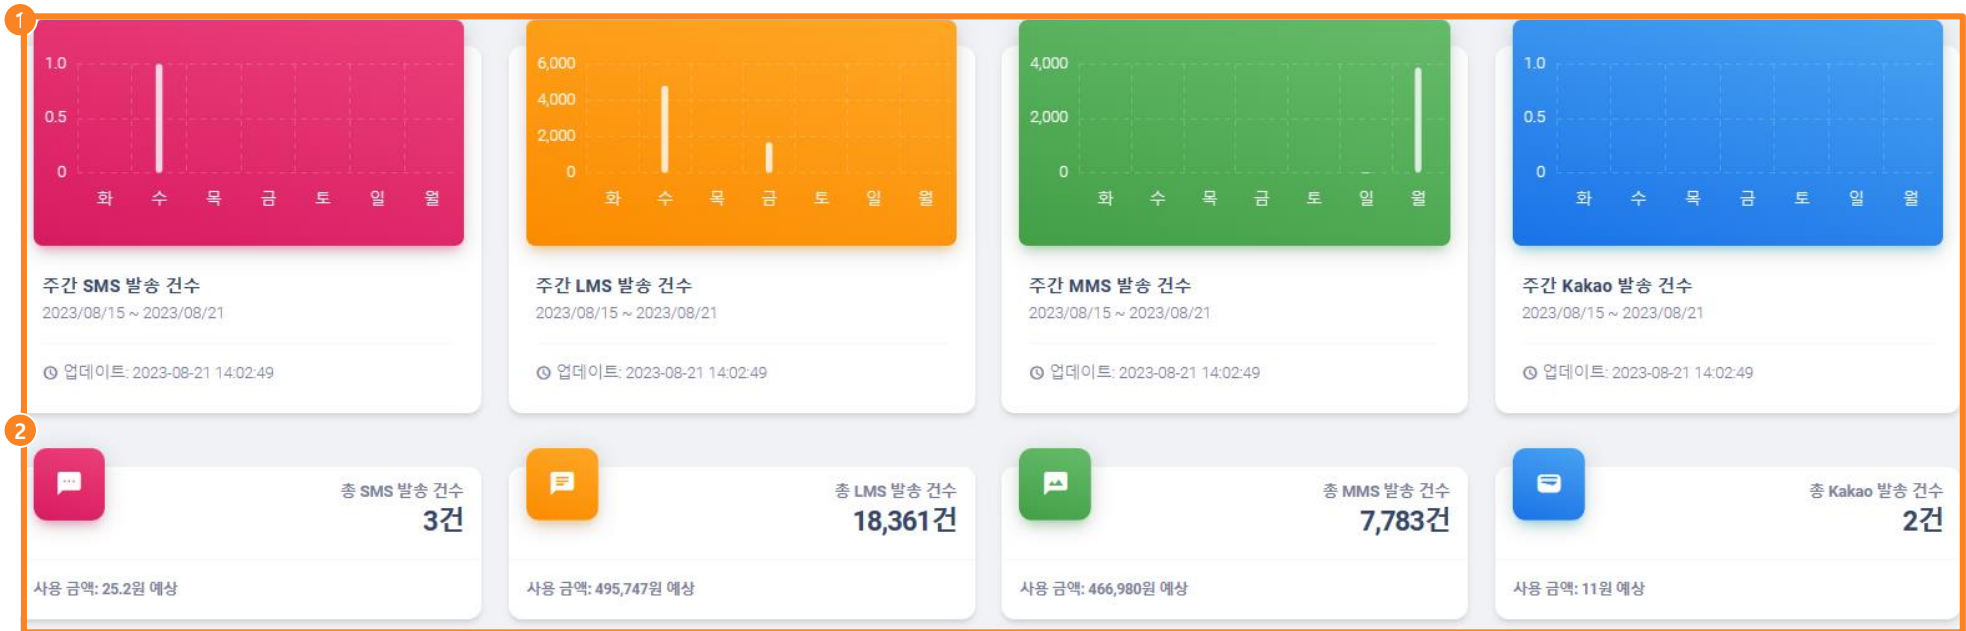 1
1.0
0.5
0
화 수 목 금 토 일 월
주간 SMS 발송 건수
2023/08/15 ~ 2023/08/21
업데이트: 2023-08-21 14:02:49
6,000
4,000
2,000
0
화 수 목 금 토 일 월
주간 LMS 발송 건수
2023/08/15 ~ 2023/08/21
업데이트: 2023-08-21 14:02:49
4,000
2,000
0
화 수 목 금 토 일 월
주간 MMS 발송 건수
2023/08/15 ~ 2023/08/21
업데이트: 2023-08-21 14:02:49
1.0
0.5
0
화 수 목 금 토 일 월
주간 Kakao 발송 건수
2023/08/15 ~ 2023/08/21
업데이트: 2023-08-21 14:02:49
2
총 SMS 발송 건수
3건
사용 금액: 25.2원 예상
총 LMS 발송 건수
18,361건
사용 금액: 495,747원 예상
총 MMS 발송 건수
7,783건
사용 금액: 466,980원 예상
총 Kakao 발송 건수
2건
사용 금액: 11원 예상